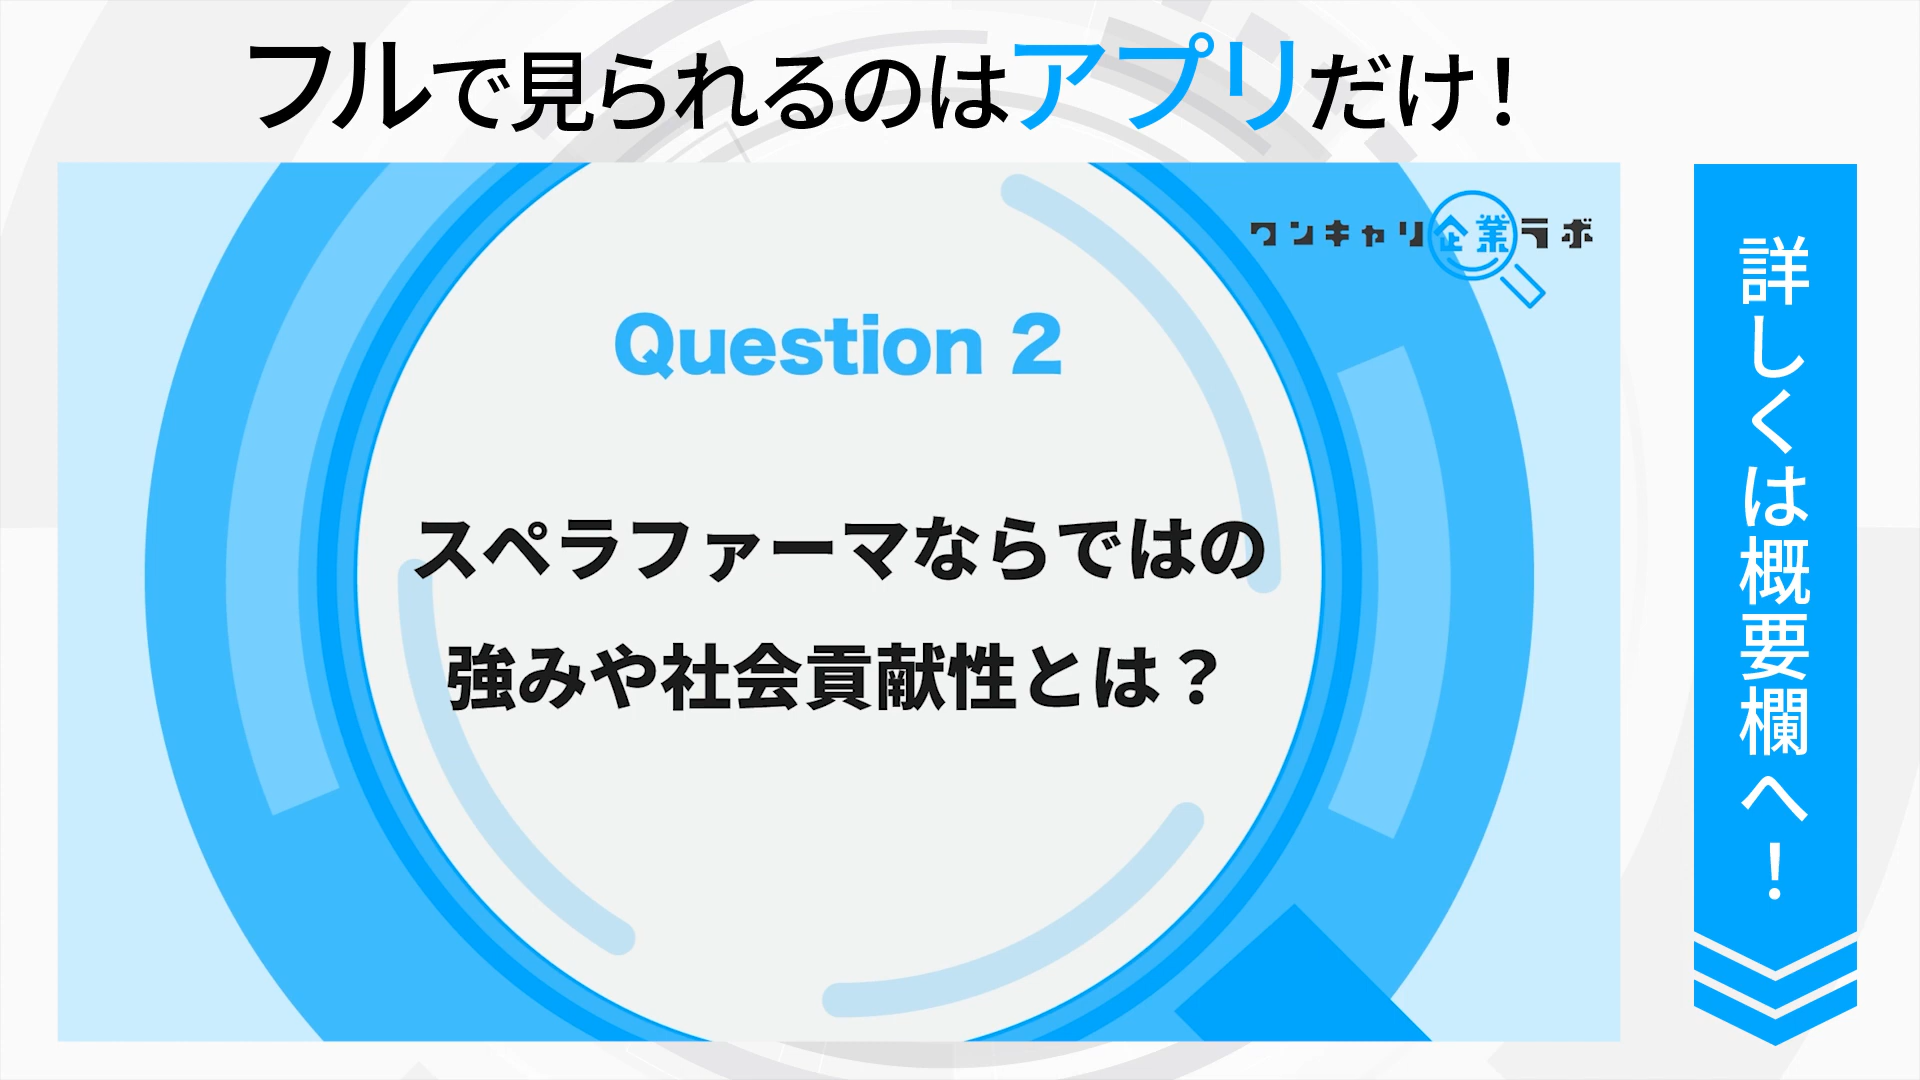 フルで見られるのはアプリだけ！
ワンキャリ企業ラボ
Question 2
スペラファーマならではの
強みや社会貢献性とは？
詳しくは概要欄へ！